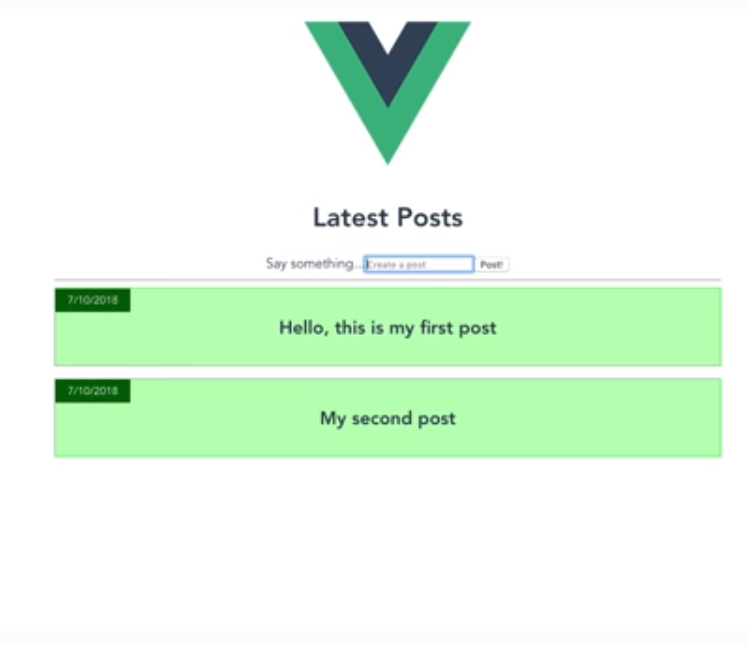 Latest Posts
Say something... Create a post Post!
7/10/2018
Hello, this is my first post
7/10/2018
My second post